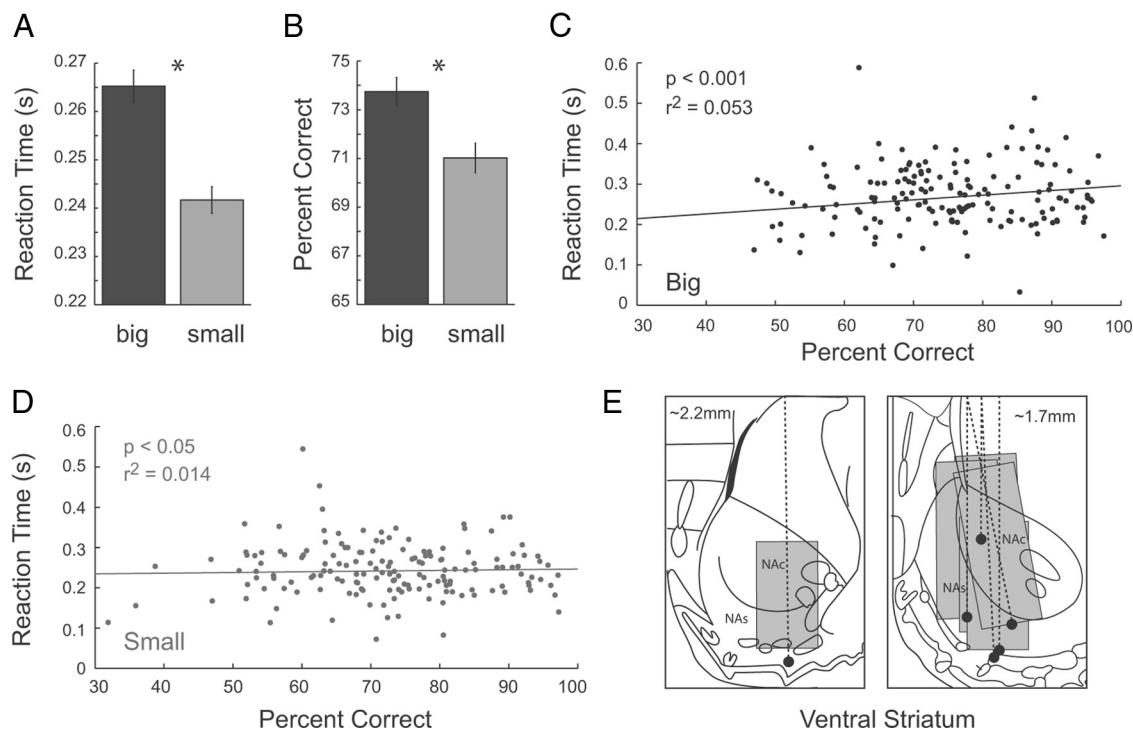 A
Reaction Time (s)
0.27
0.26
0.25
0.24
0.23
0.22
*
big small
B
Percent Correct
75
73
71
69
67
65
*
big small
C
Reaction Time (s)
0.6
0.5
0.4
0.3
0.2
0.1
0
p < 0.001
r² = 0.053
Big
30 40 50 60 70 80 90 100
Percent Correct
D
Reaction Time (s)
0.6
0.5
0.4
0.3
0.2
0.1
0
p < 0.05
r² = 0.014
Small
30 40 50 60 70 80 90 100
Percent Correct
E
~2.2mm
NAc
NAs
~1.7mm
NAc
NAs
Ventral Striatum